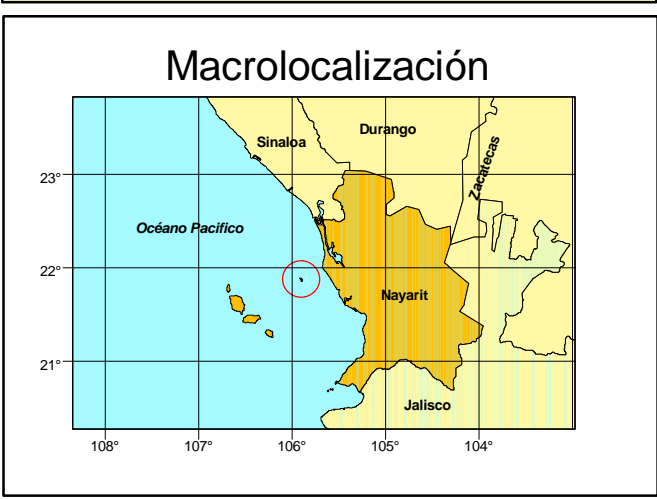 Macrolocalización
Durango
Sinaloa
Zacatecas
23°
Océano Pacifico
22°
Nayarit
21°
Jalisco
108° 107° 106° 105° 104°